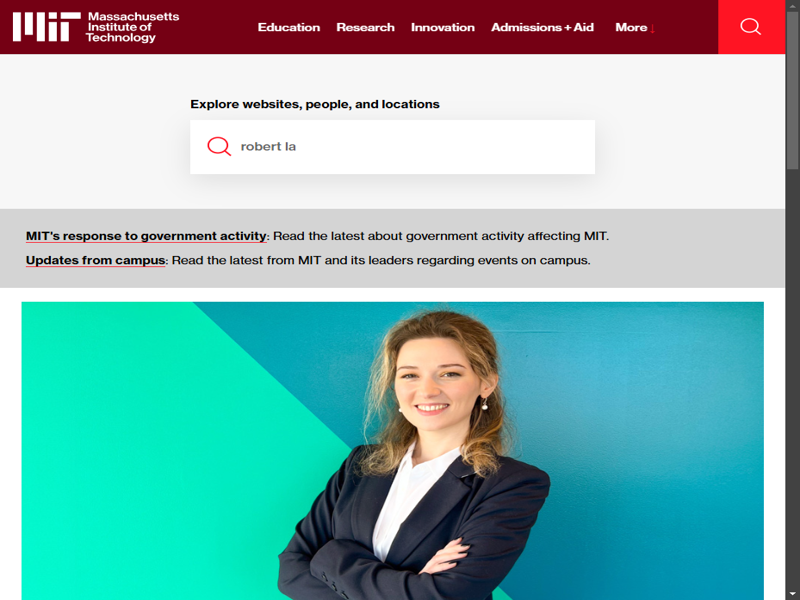 MIT
Massachusetts
Institute of
Technology
Education Research Innovation Admissions + Aid More ↓
Explore websites, people, and locations
robert la
MIT's response to government activity: Read the latest about government activity affecting MIT.
Updates from campus: Read the latest from MIT and its leaders regarding events on campus.